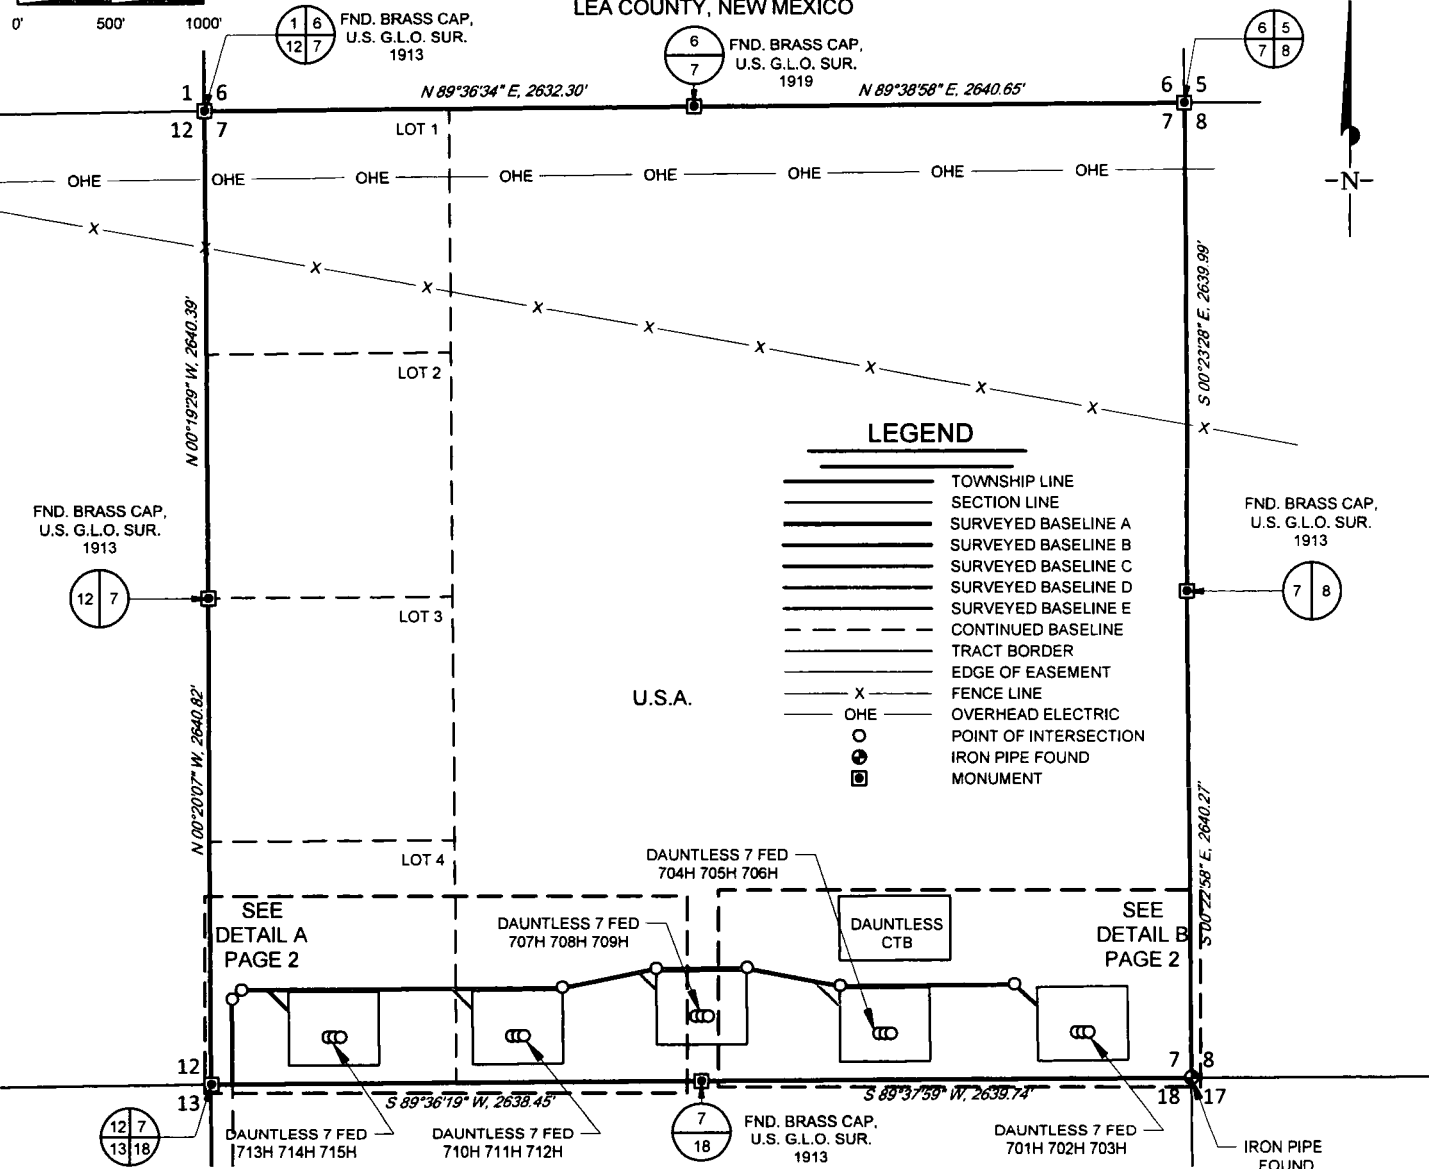 LEA COUNTY, NEW MEXICO
0' 500' 1000'
1 6
12 7
FND. BRASS CAP,
U.S. G.L.O. SUR.
1913
6
7
FND. BRASS CAP,
U.S. G.L.O. SUR.
1919
6 5
7 8
N 89°36'34" E, 2632.30'
N 89°38'58" E, 2640.65'
1 6
12 7
6 5
7 8
LOT 1
OHE OHE OHE OHE OHE OHE OHE OHE
-N-
X X X X X X X X X X X
N 00°19'29" W, 2640.39'
S 00°23'28" E, 2639.99'
LOT 2
LEGEND
TOWNSHIP LINE
SECTION LINE
SURVEYED BASELINE A
SURVEYED BASELINE B
SURVEYED BASELINE C
SURVEYED BASELINE D
SURVEYED BASELINE E
CONTINUED BASELINE
TRACT BORDER
EDGE OF EASEMENT
X FENCE LINE
OHE OVERHEAD ELECTRIC
POINT OF INTERSECTION
IRON PIPE FOUND
MONUMENT
FND. BRASS CAP,
U.S. G.L.O. SUR.
1913
12 7
FND. BRASS CAP,
U.S. G.L.O. SUR.
1913
7 8
LOT 3
U.S.A.
N 00°20'07" W, 2640.82'
S 00°22'58" E, 2640.27'
LOT 4
DAUNTLESS 7 FED
704H 705H 706H
SEE
DETAIL A
PAGE 2
DAUNTLESS 7 FED
707H 708H 709H
DAUNTLESS
CTB
SEE
DETAIL B
PAGE 2
12
13
7 8
18 17
S 89°36'19" W, 2638.45'
S 89°37'59" W, 2639.74'
12 7
13 18
DAUNTLESS 7 FED
713H 714H 715H
DAUNTLESS 7 FED
710H 711H 712H
7
18
FND. BRASS CAP,
U.S. G.L.O. SUR.
1913
DAUNTLESS 7 FED
701H 702H 703H
IRON PIPE
FOUND